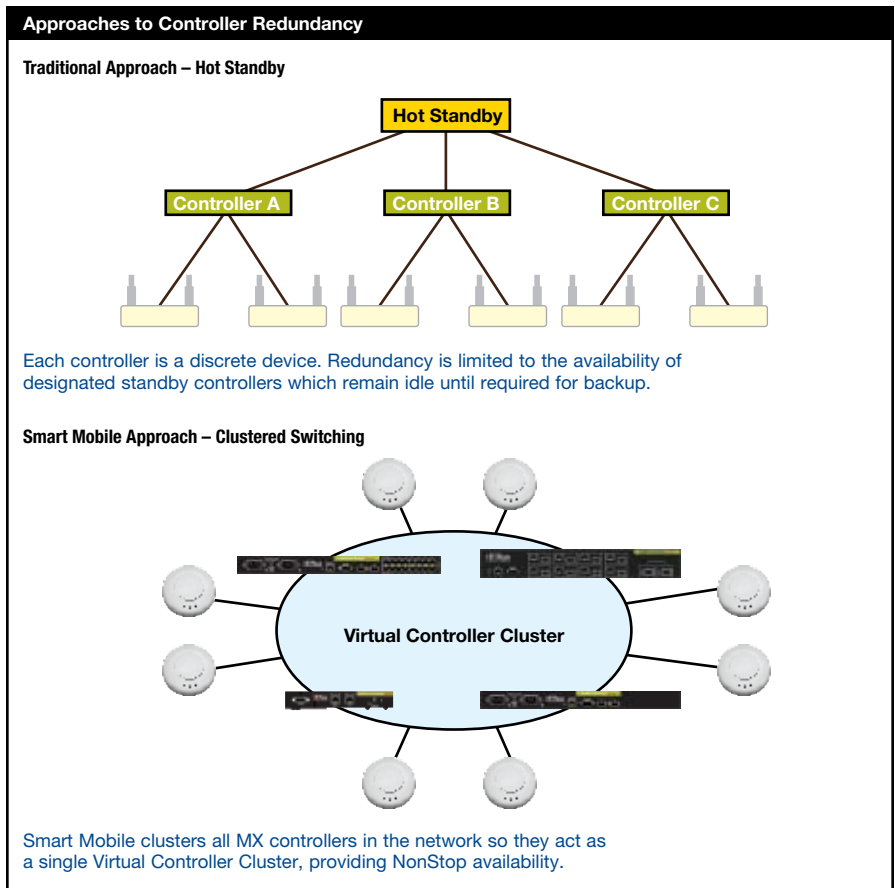 Approaches to Controller Redundancy
Traditional Approach – Hot Standby
Hot Standby
Controller A
Controller B
Controller C
Each controller is a discrete device. Redundancy is limited to the availability of
designated standby controllers which remain idle until required for backup.
Smart Mobile Approach – Clustered Switching
Virtual Controller Cluster
Smart Mobile clusters all MX controllers in the network so they act as
a single Virtual Controller Cluster, providing NonStop availability.